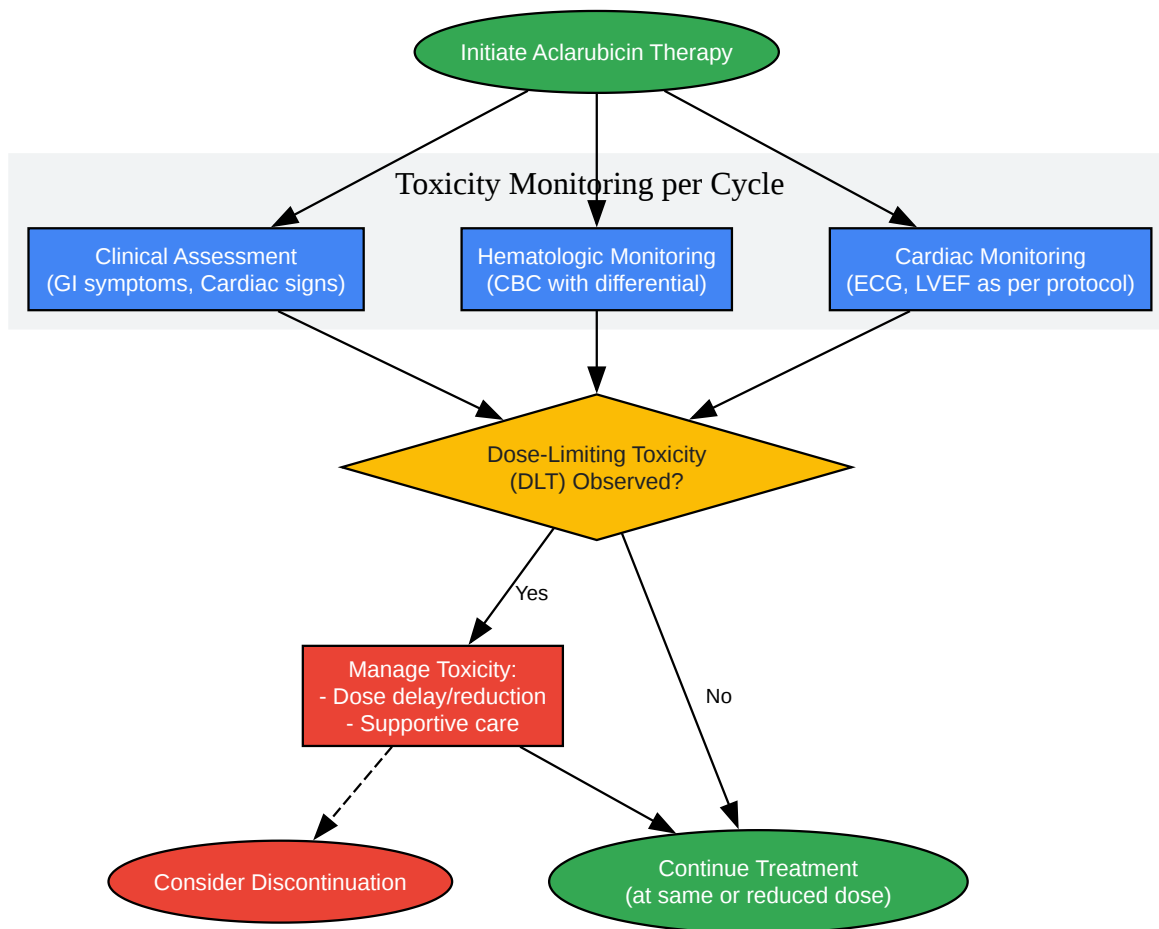 Initiate Aclarubicin Therapy
Toxicity Monitoring per Cycle
Clinical Assessment
(GI symptoms, Cardiac signs)
Hematologic Monitoring
(CBC with differential)
Cardiac Monitoring
(ECG, LVEF as per protocol)
Dose-Limiting Toxicity
(DLT) Observed?
Yes
No
Manage Toxicity:
- Dose delay/reduction
- Supportive care
Consider Discontinuation
Continue Treatment
(at same or reduced dose)